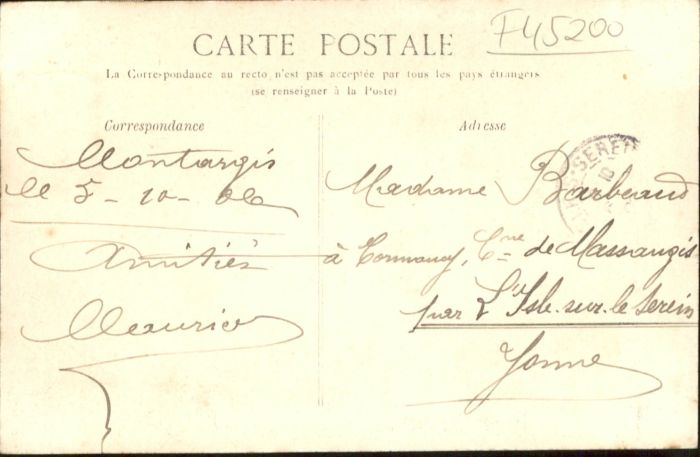 F45200
CARTE POSTALE
La Correspondance au recto n'est pas acceptée par tous les pays étrangers
(se renseigner à la Poste)
Correspondance
Adresse
Montargis
le 5-10-06
Amitiés
Maurice
Madame Barbeaud
à Tormancy, Cne de Massangis
par L'Isle-sur-le Serein
Yonne
SEREIN